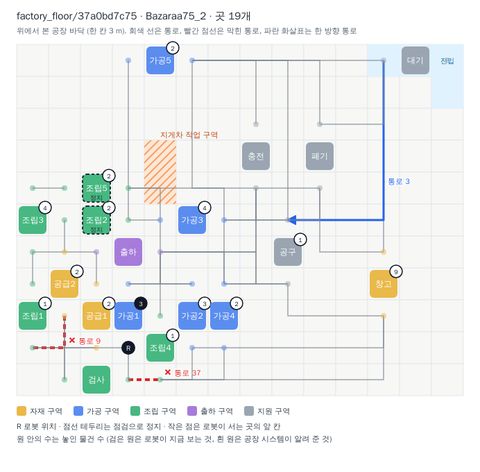 factory_floor/37a0bd7c75 · Bazaraa75_2 · 곳 19개
위에서 본 공장 바닥 (한 칸 3 m). 회색 선은 통로, 빨간 점선은 막힌 통로, 파란 화살표는 한 방향 통로
가공5 2
대기
전립
지게차 작업 구역
충전
폐기
조립5 2
정지
통로 3
조립3 4
조립2 2
정지
가공3 4
출하
공구 1
공급2 2
창고 9
조립1 1
공급1 2
가공1 3
가공2 3
가공4 2
통로 9
R
조립4 1
통로 37
검사
자재 구역
가공 구역
조립 구역
출하 구역
지원 구역
R 로봇 위치 · 점선 테두리는 점검으로 정지 · 작은 점은 로봇이 서는 곳의 앞 칸
원 안의 수는 놓인 물건 수 (검은 원은 로봇이 지금 보는 것, 흰 원은 공장 시스템이 알려 준 것)